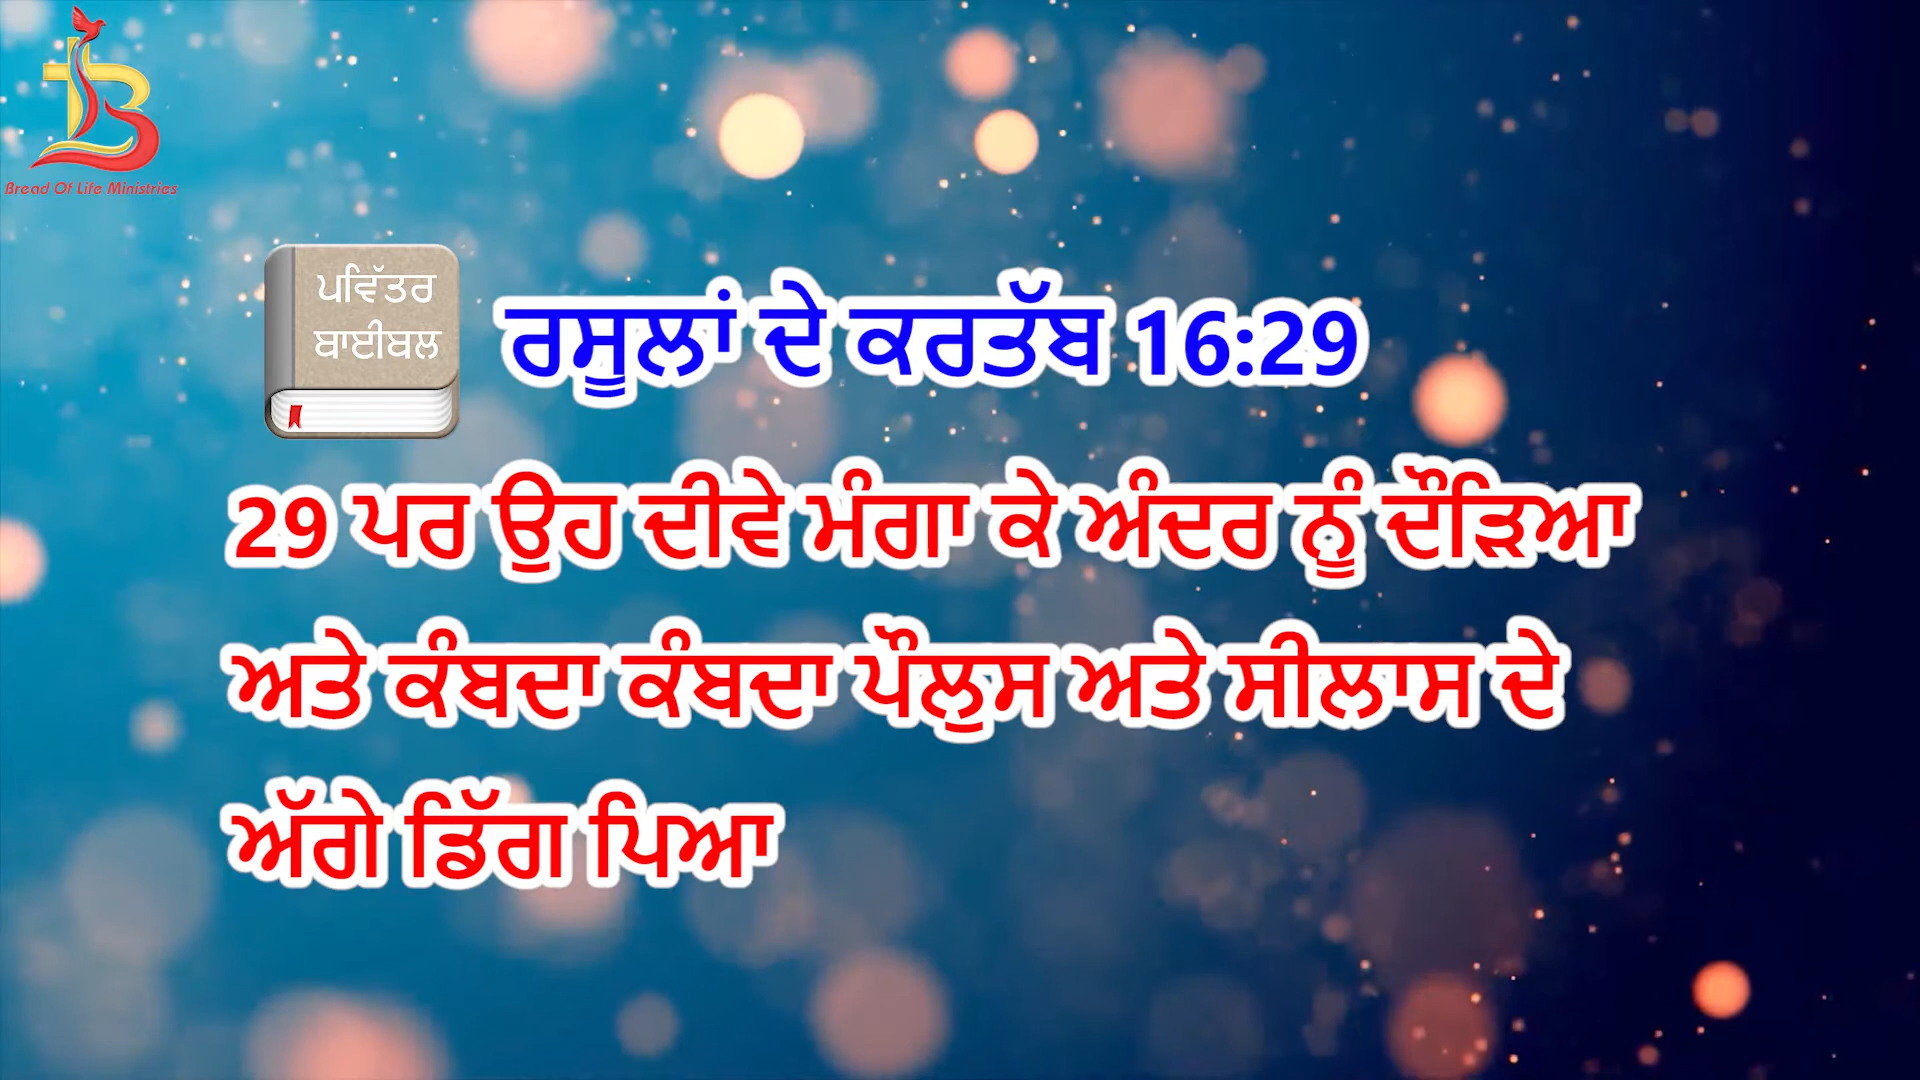 Bread Of Life Ministries
ਪਵਿੱਤਰ
ਬਾਈਬਲ
ਰਸੂਲਾਂ ਦੇ ਕਰਤੱਬ 16:29
29 ਪਰ ਉਹ ਦੀਵੇ ਮੰਗਾ ਕੇ ਅੰਦਰ ਨੂੰ ਦੌੜਿਆ
ਅਤੇ ਕੰਬਦਾ ਕੰਬਦਾ ਪੌਲੁਸ ਅਤੇ ਸੀਲਾਸ ਦੇ
ਅੱਗੇ ਡਿੱਗ ਪਿਆ